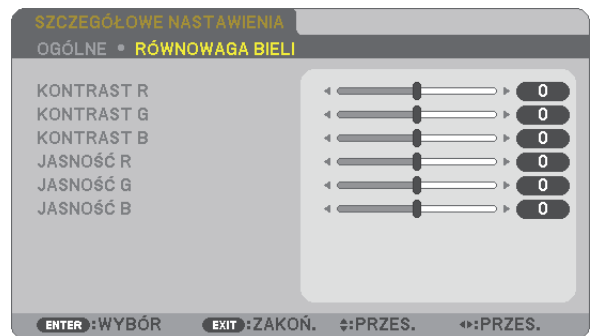 SZCZEGÓŁOWE NASTAWIENIA
OGÓLNE • RÓWNOWAGA BIELI
KONTRAST R 0
KONTRAST G 0
KONTRAST B 0
JASNOŚĆ R 0
JASNOŚĆ G 0
JASNOŚĆ B 0
ENTER :WYBÓR EXIT :ZAKOŃ. :PRZES. :PRZES.